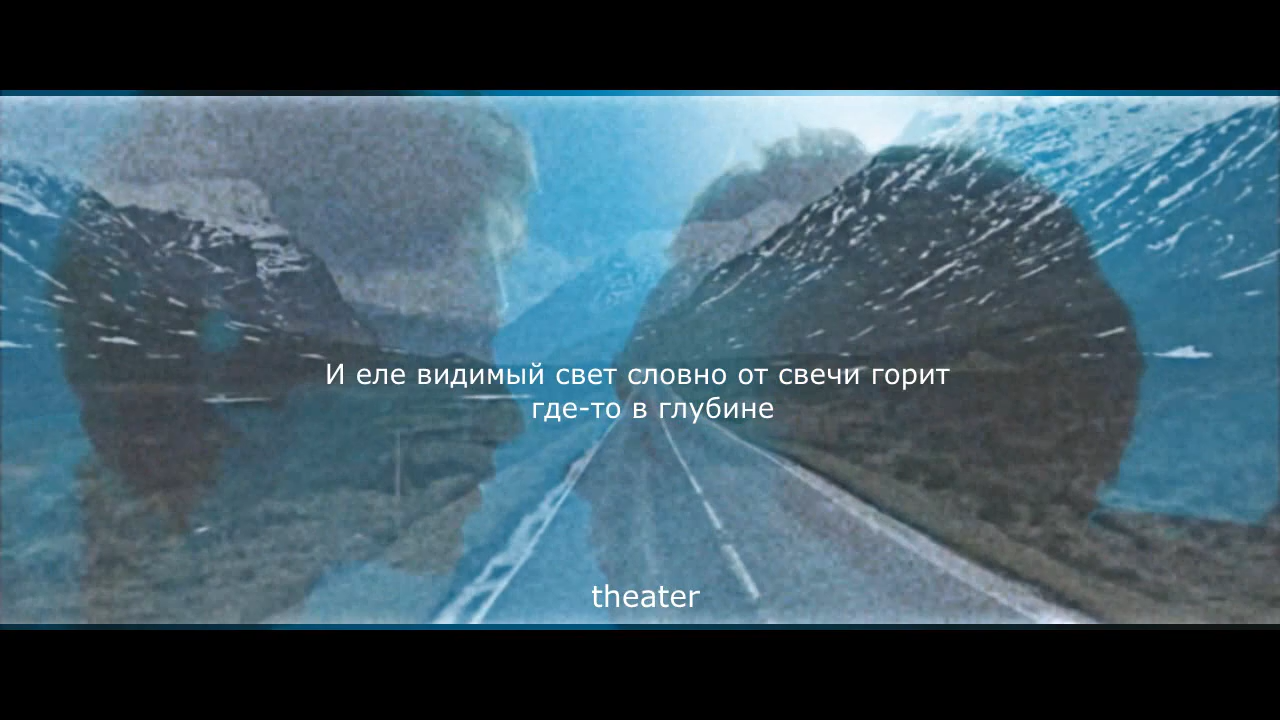 И еле видимый свет словно от свечи горит
где-то в глубине
theater